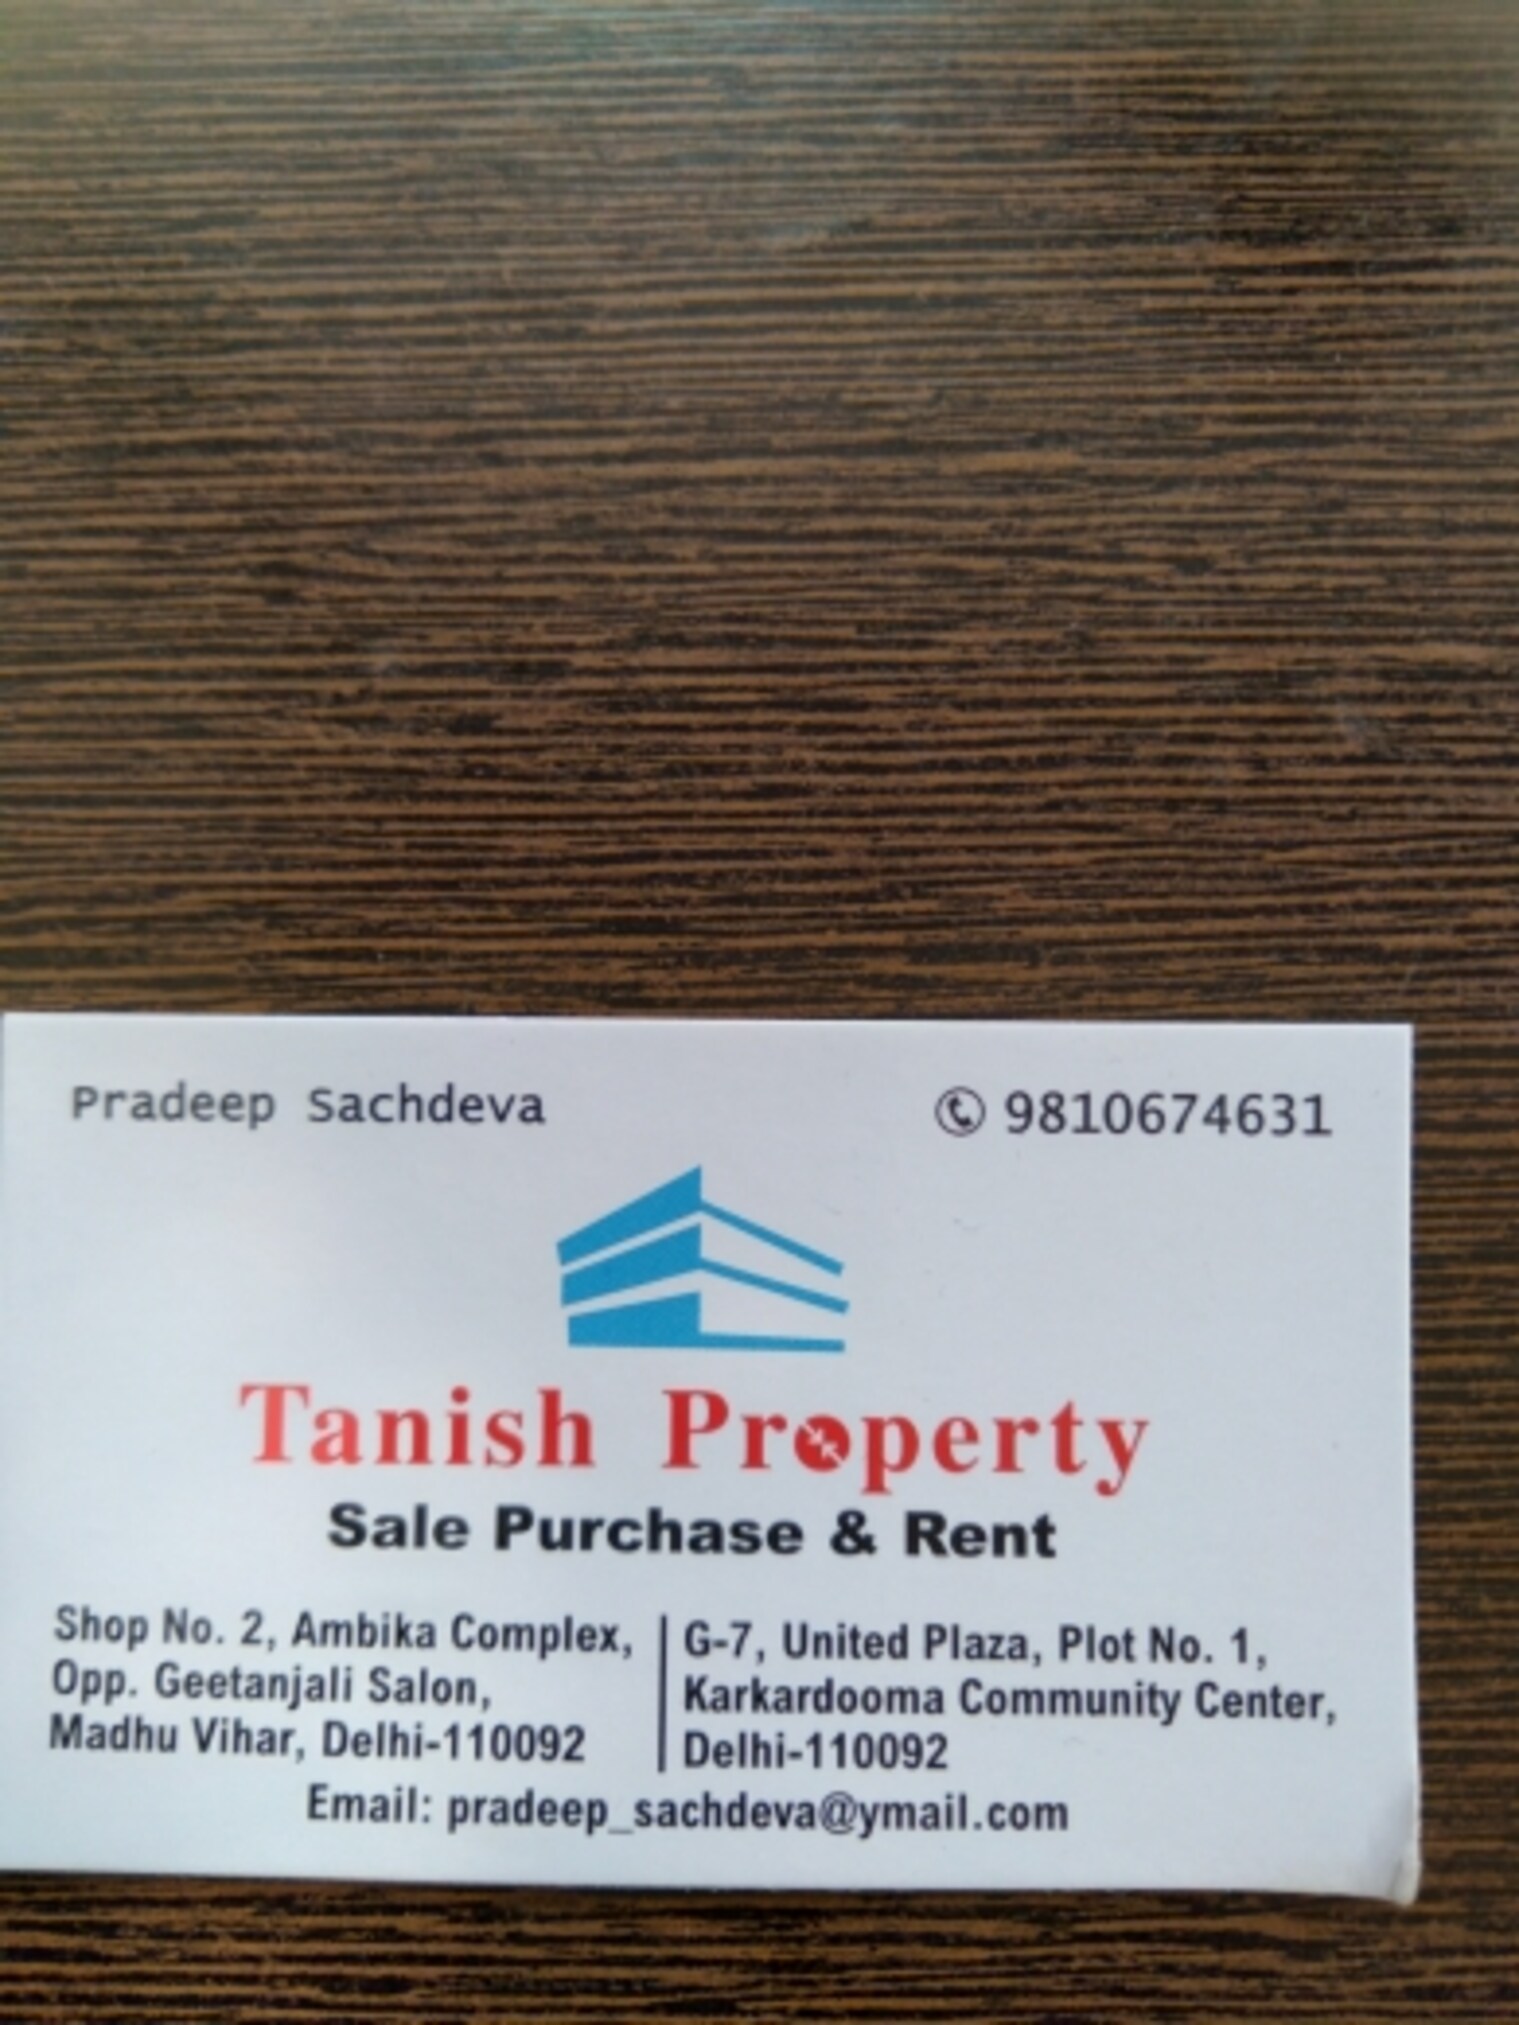 Pradeep Sachdeva
9810674631
Tanish Property
Sale Purchase & Rent
Shop No. 2, Ambika Complex,
Opp. Geetanjali Salon,
Madhu Vihar, Delhi-110092
G-7, United Plaza, Plot No. 1,
Karkardooma Community Center,
Delhi-110092
Email: pradeep_sachdeva@ymail.com